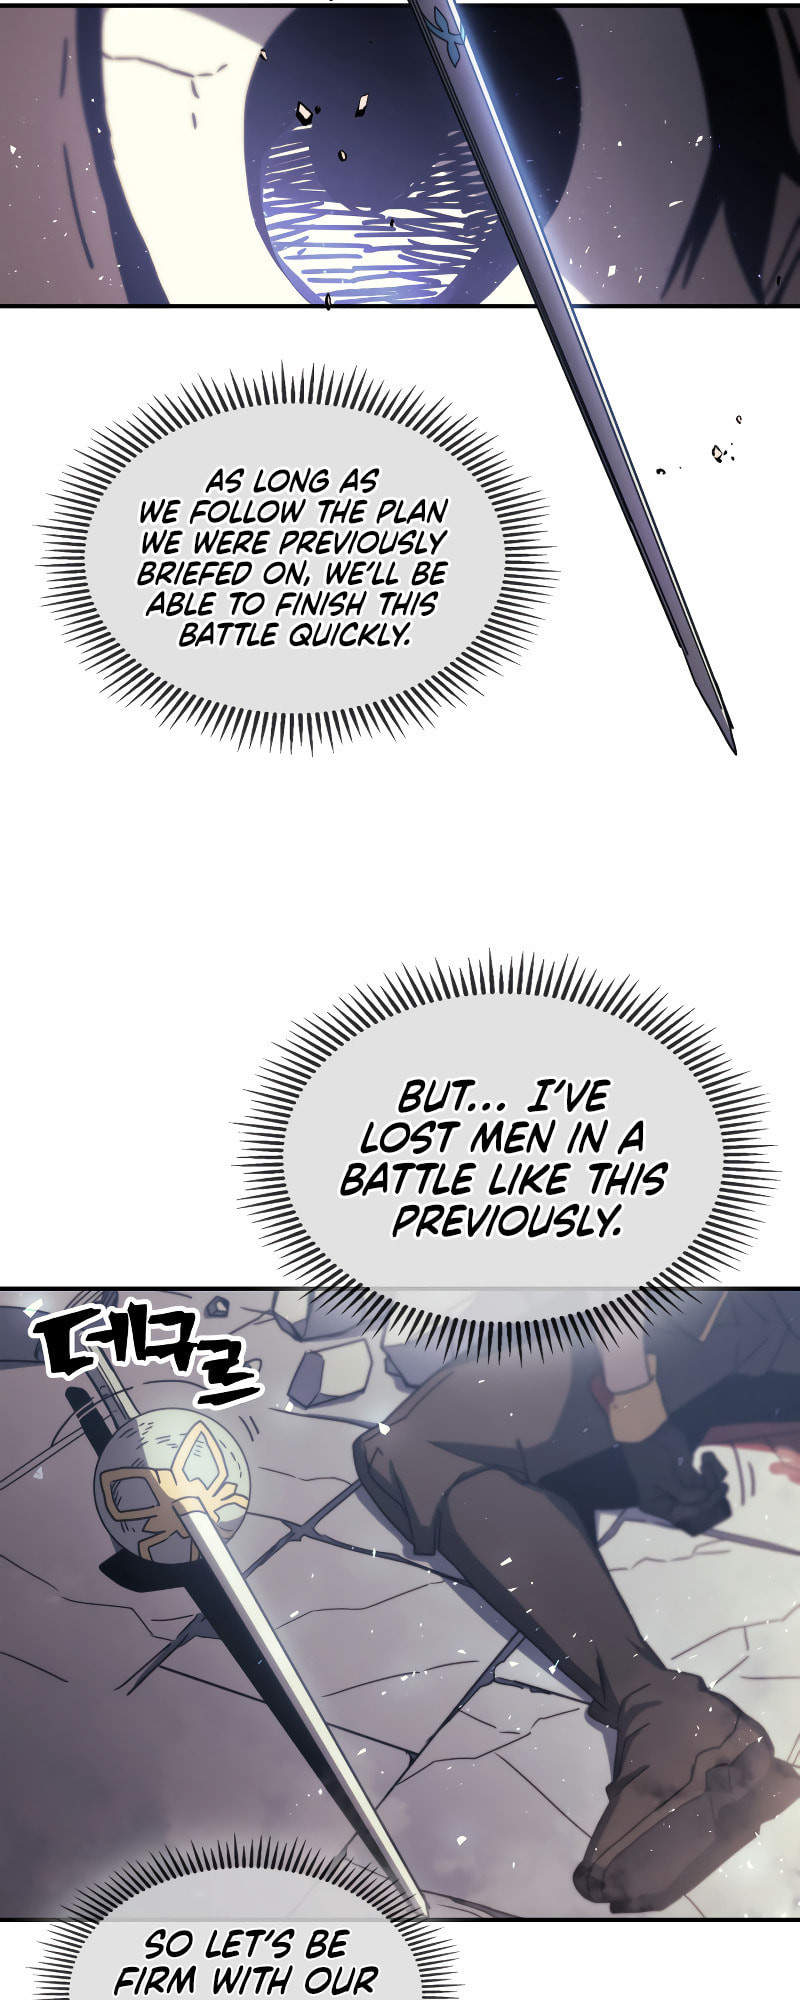 AS LONG AS
WE FOLLOW THE PLAN
WE WERE PREVIOUSLY
BRIEFED ON, WE'LL BE
ABLE TO FINISH THIS
BATTLE QUICKLY.
BUT... I'VE
LOST MEN IN A
BATTLE LIKE THIS
PREVIOUSLY.
데구르
SO LET'S BE
FIRM WITH OUR